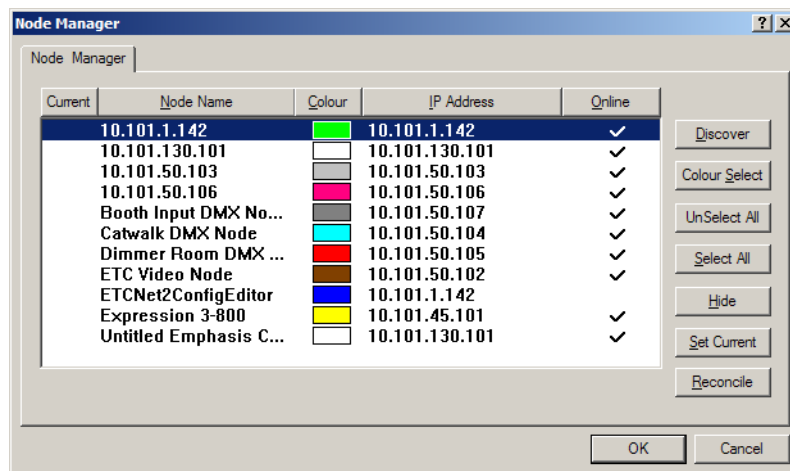 Node Manager
Node Manager
Current Node Name Colour IP Address Online
10.101.1.142 10.101.1.142
10.101.130.101 10.101.130.101
10.101.50.103 10.101.50.103
10.101.50.106 10.101.50.106
Booth Input DMX No... 10.101.50.107
Catwalk DMX Node 10.101.50.104
Dimmer Room DMX ... 10.101.50.105
ETC Video Node 10.101.50.102
ETCNet2ConfigEditor 10.101.1.142
Expression 3-800 10.101.45.101
Untitled Emphasis C... 10.101.130.101
Discover
Colour Select
UnSelect All
Select All
Hide
Set Current
Reconcile
OK Cancel